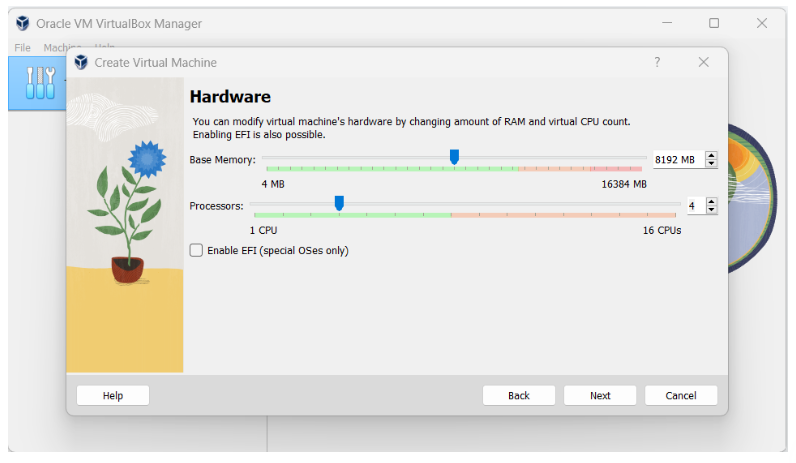 Oracle VM VirtualBox Manager
File Machine Help
Create Virtual Machine ?
Hardware
You can modify virtual machine's hardware by changing amount of RAM and virtual CPU count.
Enabling EFI is also possible.
Base Memory: 8192 MB
4 MB 16384 MB
Processors: 4
1 CPU 16 CPUs
Enable EFI (special OSes only)
Help Back Next Cancel